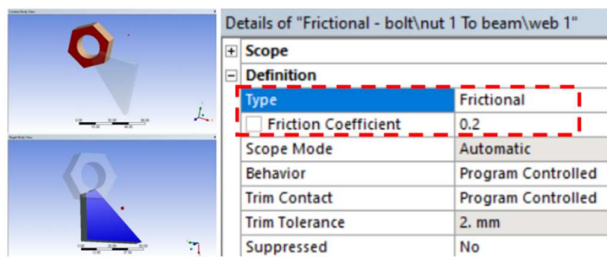 Details of "Frictional - bolt\nut 1 To beam\web 1"
Scope
Definition
Type Frictional
Friction Coefficient 0.2
Scope Mode Automatic
Behavior Program Controlled
Trim Contact Program Controlled
Trim Tolerance 2. mm
Suppressed No